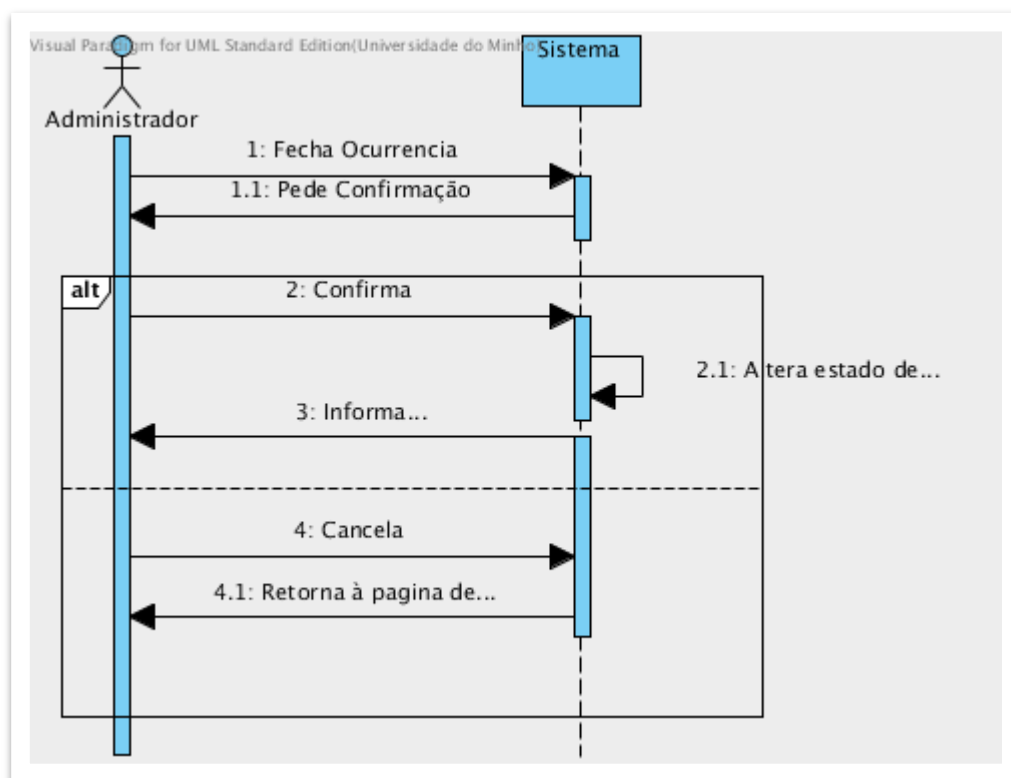 Visual Paradigm for UML Standard Edition(Universidade do Minho)
Sistema
Administrador
1: Fecha Ocurrencia
1.1: Pede Confirmação
alt
2: Confirma
2.1: Altera estado de...
3: Informa...
4: Cancela
4.1: Retorna à pagina de...